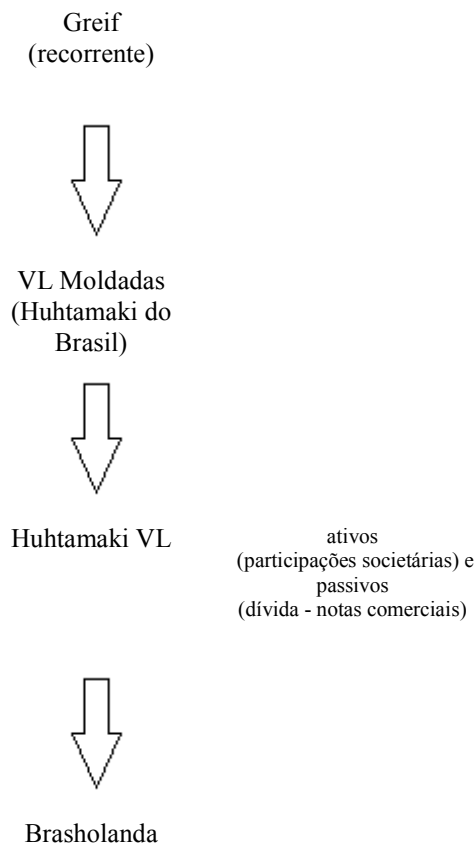 Greif
(recorrente)
VL Moldadas
(Huhtamaki do
Brasil)
Huhtamaki VL
ativos
(participações societárias) e
passivos
(dívida - notas comerciais)
Brasholanda